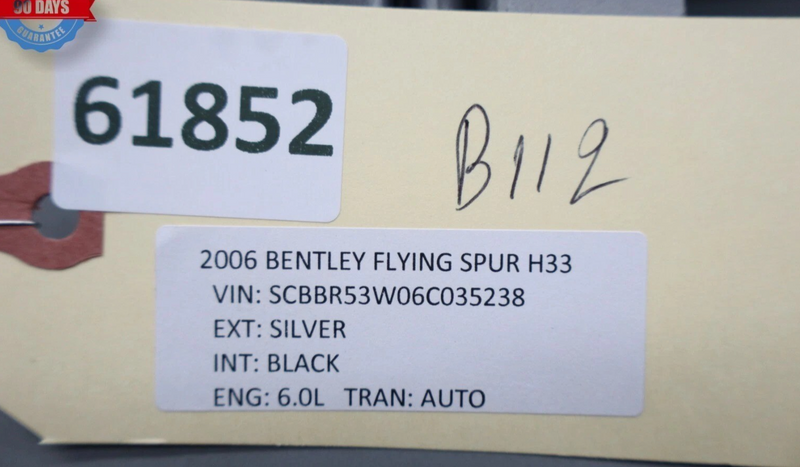 90 DAYS
GUARANTEE
61852
B112
2006 BENTLEY FLYING SPUR H33
VIN: SCBBR53W06C035238
EXT: SILVER
INT: BLACK
ENG: 6.0L TRAN: AUTO